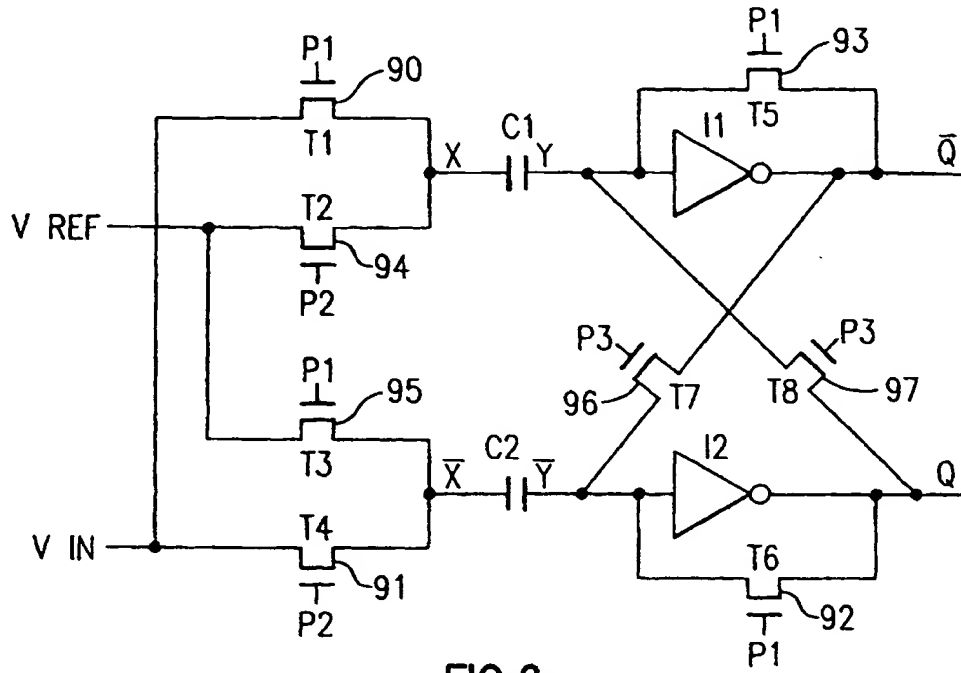 P1
90
T1
C1
X
Y
P1
93
T5
I1
Q̅
V REF
T2
94
P2
P3
96
T7
P3
T8
97
P1
95
T3
C2
X̅
Y̅
I2
Q
V IN
T4
91
P2
T6
92
P1